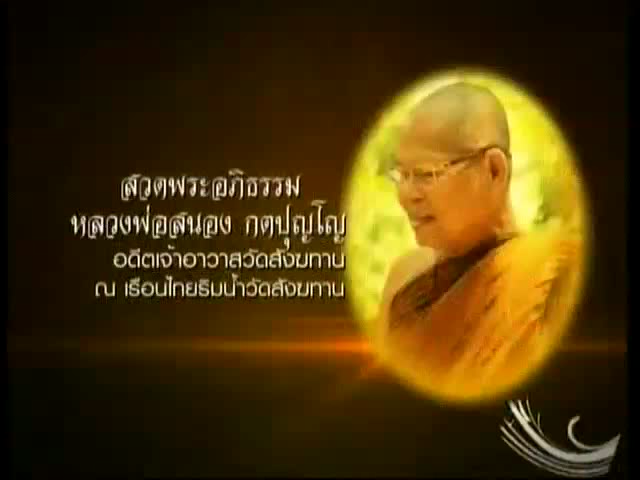 สวดพระอภิธรรม
หลวงพ่อสนอง กตปุญโญ
อดีตเจ้าอาวาสวัดสังฆทาน
ณ เรือนไทยริมน้ำวัดสังฆทาน